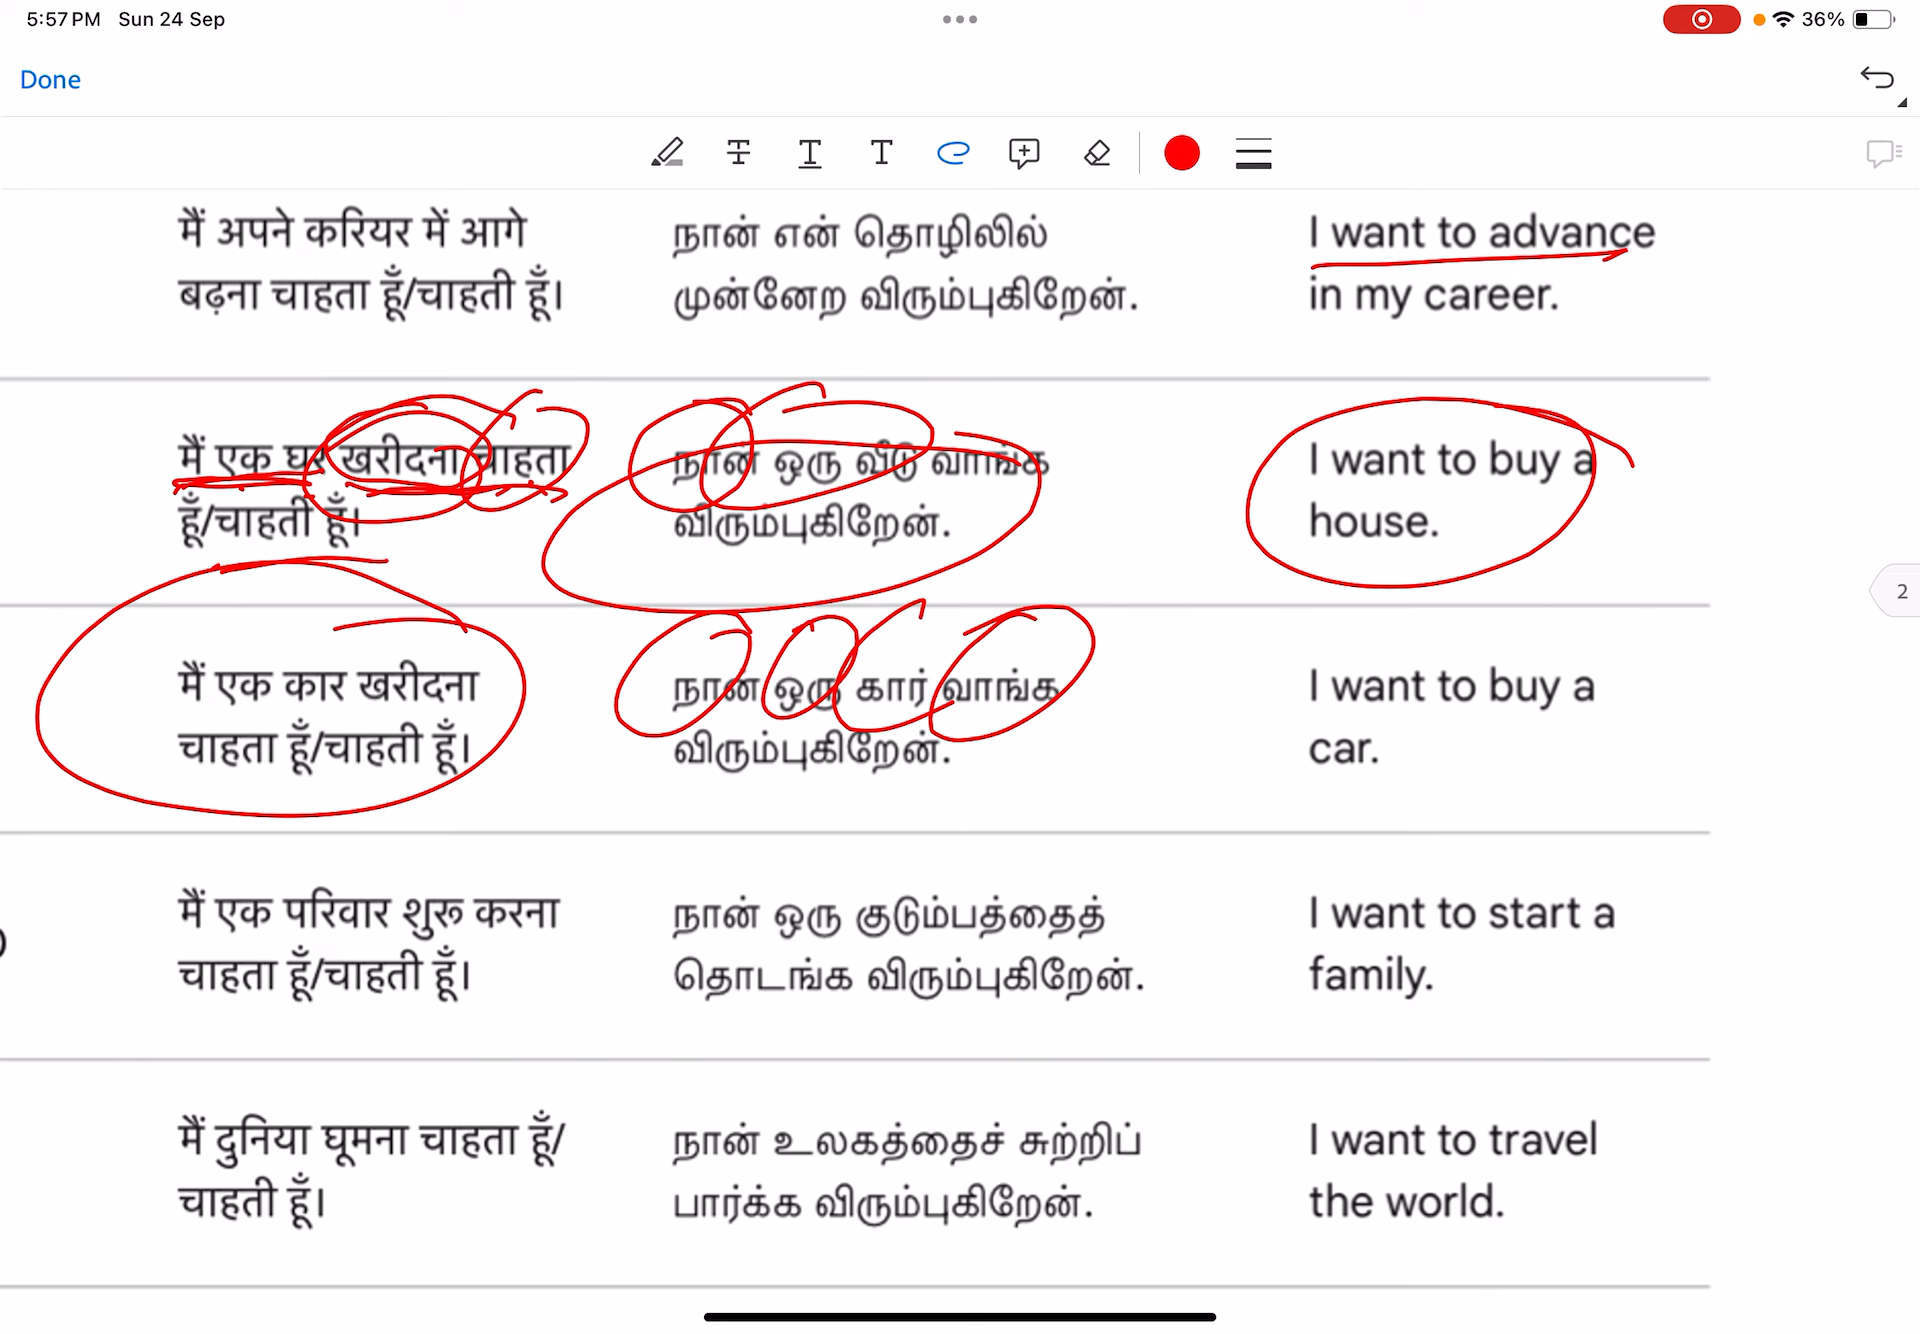 5:57 PM Sun 24 Sep
36%
Done
मैं अपने करियर में आगे
बढ़ना चाहता हूँ/चाहती हूँ।
நான் என் தொழிலில்
முன்னேற விரும்புகிறேன்.
I want to advance
in my career.
मैं एक घर खरीदना चाहता
हूँ/चाहती हूँ।
நான் ஒரு வீடு வாங்க
விரும்புகிறேன்.
I want to buy a
house.
2
मैं एक कार खरीदना
चाहता हूँ/चाहती हूँ।
நான் ஒரு கார் வாங்க
விரும்புகிறேன்.
I want to buy a
car.
मैं एक परिवार शुरू करना
चाहता हूँ/चाहती हूँ।
நான் ஒரு குடும்பத்தைத்
தொடங்க விரும்புகிறேன்.
I want to start a
family.
मैं दुनिया घूमना चाहता हूँ/
चाहती हूँ।
நான் உலகத்தைச் சுற்றிப்
பார்க்க விரும்புகிறேன்.
I want to travel
the world.